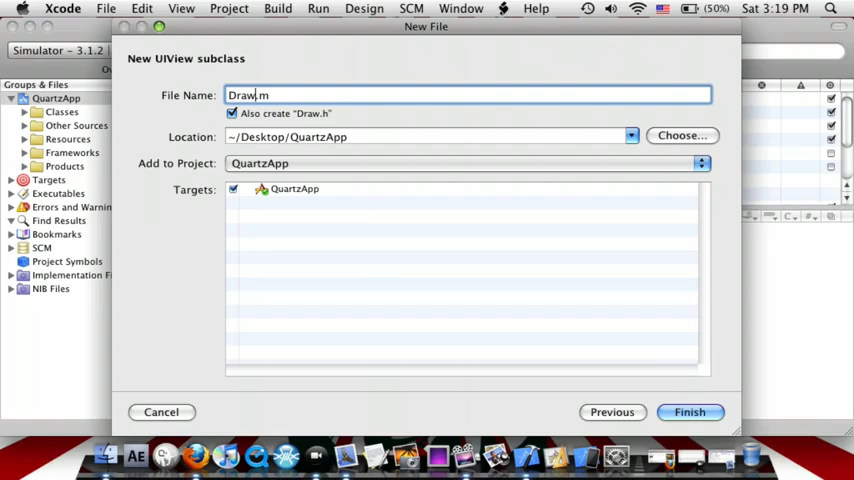 Xcode File Edit View Project Build Run Design SCM Window Help (50%) Sat 3:19 PM
New File
Simulator - 3.1.2
New UIView subclass
Groups & Files
File Name: Draw.m
QuartzApp
Also create "Draw.h"
Classes
Other Sources
Location: ~/Desktop/QuartzApp Choose...
Resources
Frameworks
Add to Project: QuartzApp
Products
Targets
Targets: QuartzApp
Executables
Errors and Warnin
Find Results
Bookmarks
SCM
Project Symbols
Implementation Fi
NIB Files
Cancel Previous Finish
Ae